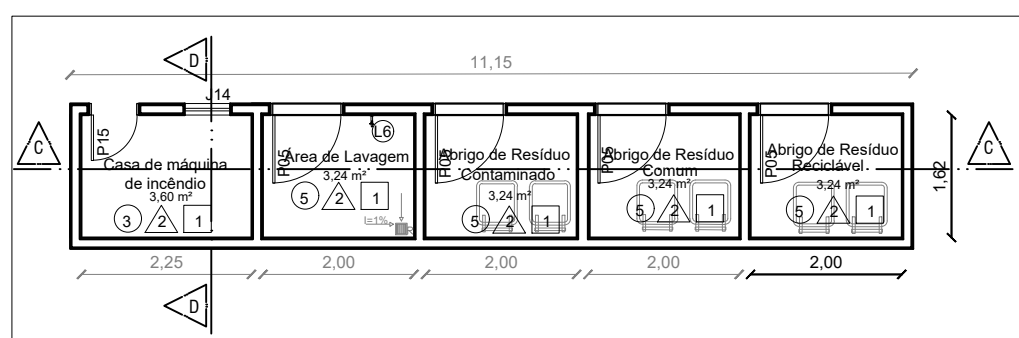 D
11,15
J14
C
P15
Casa de máquina
de incêndio
3,60 m²
3
2
1
P05
L6
Área de Lavagem
3,24 m²
5
2
1
i=1%
P05
Abrigo de Resíduo
Contaminado
3,24 m²
5
2
1
P05
Abrigo de Resíduo
Comum
3,24 m²
5
2
1
P05
Abrigo de Resíduo
Reciclável
3,24 m²
5
2
1
1,62
C
2,25
2,00
2,00
2,00
2,00
D